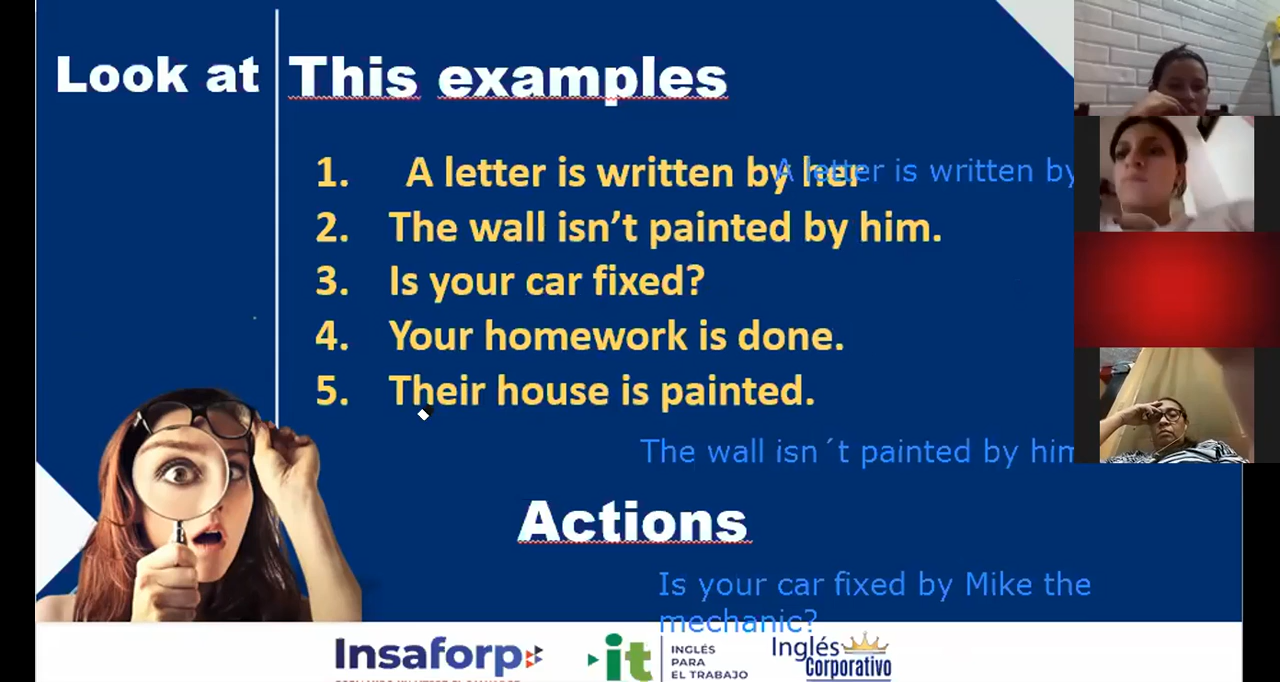 Look at
This examples
1. A letter is written by her
A letter is written by
2. The wall isn't painted by him.
3. Is your car fixed?
4. Your homework is done.
5. Their house is painted.
The wall isn´t painted by him
Actions
Is your car fixed by Mike the
mechanic?
Insaforp
it
INGLÉS
PARA
EL TRABAJO
Inglés
Corporativo